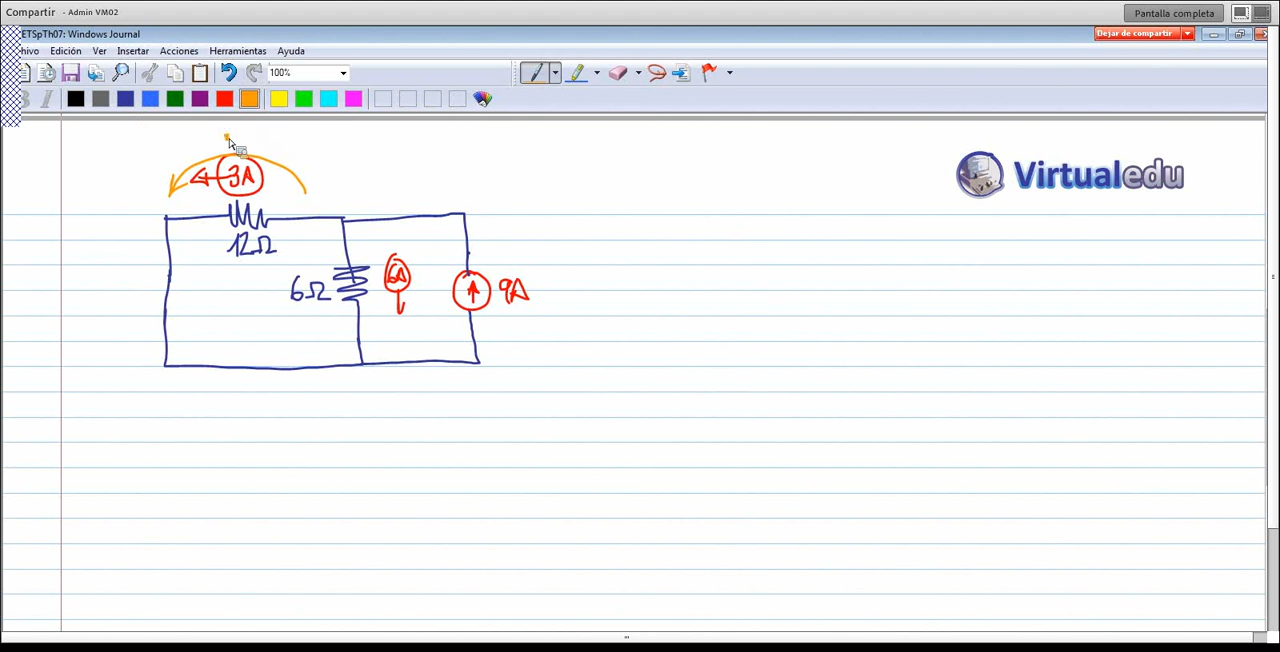 Compartir - Admin VM02
Pantalla completa
ETSpTh07: Windows Journal
Dejar de compartir
hivo Edición Ver Insertar Acciones Herramientas Ayuda
100%
3A
Virtualedu
12Ω
6Ω
6A
9A